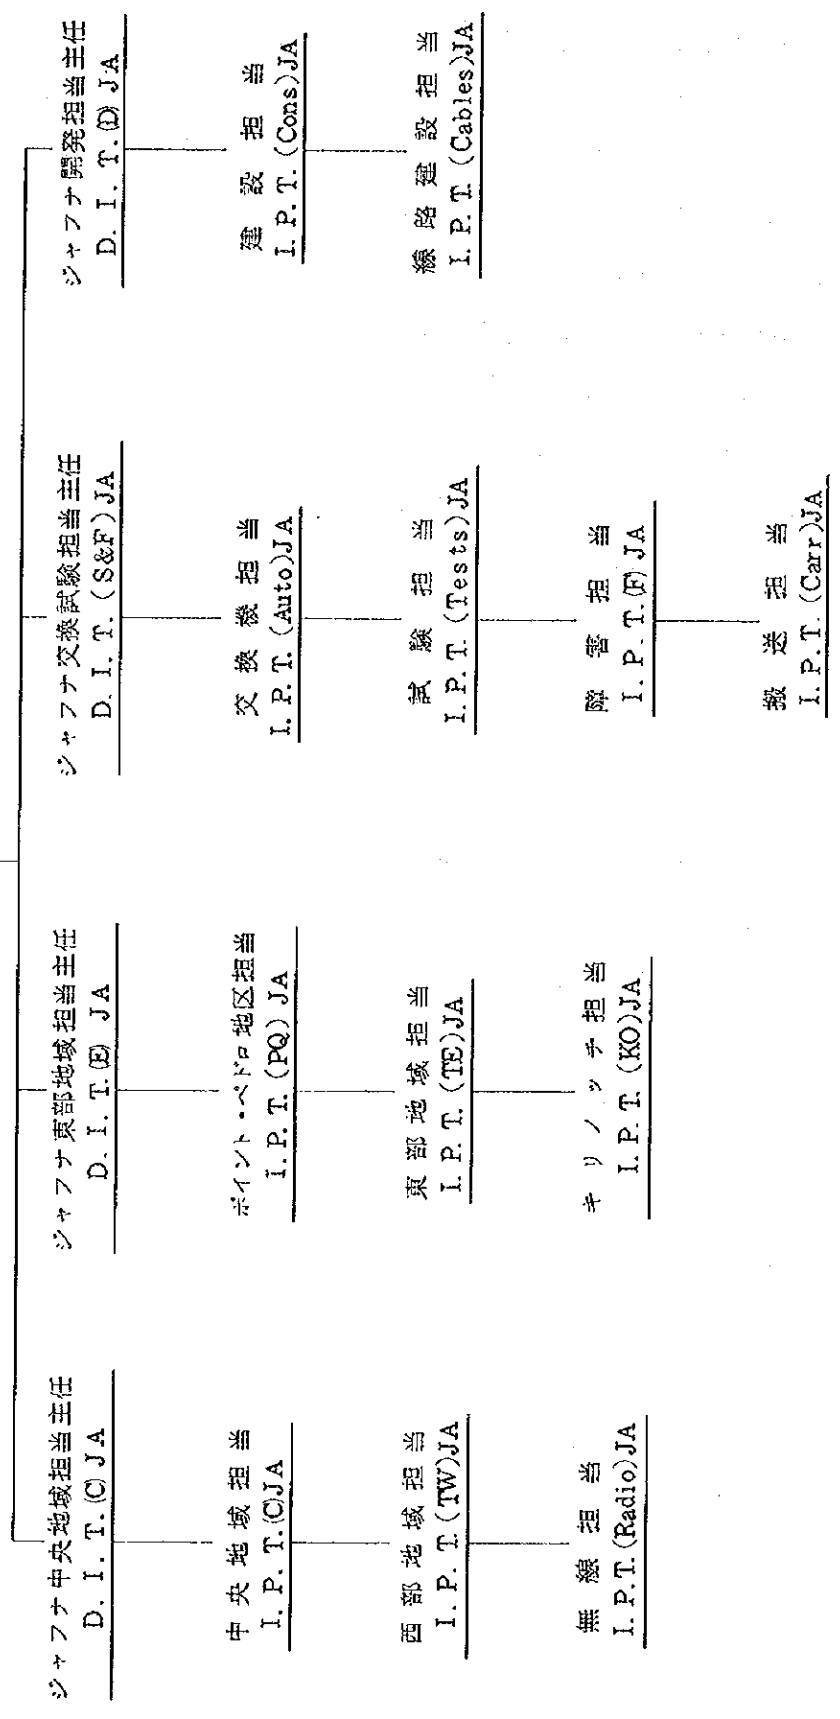 ジャフナ中央地域担当主任
D. I. T. (C) JA
中央地域担当
I. P. T. (C)JA
西部地域担当
I. P. T. (TW)JA
無線担当
I. P. T. (Radio)JA
ジャフナ東部地域担当主任
D. I. T. (E) JA
ポイント・ペドロ地区担当
I. P. T. (PQ) JA
東部地域担当
I. P. T. (TE)JA
キリノッチ担当
I. P. T. (KO)JA
ジャフナ交換試験担当主任
D. I. T. (S&F) JA
交換機担当
I. P. T. (Auto)JA
試験担当
I. P. T. (Tests)JA
障害担当
I. P. T. (F) JA
搬送担当
I. P. T. (Carr)JA
ジャフナ開発担当主任
D. I. T. (D) JA
建設担当
I. P. T. (Cons)JA
線路建設担当
I. P. T. (Cables)JA